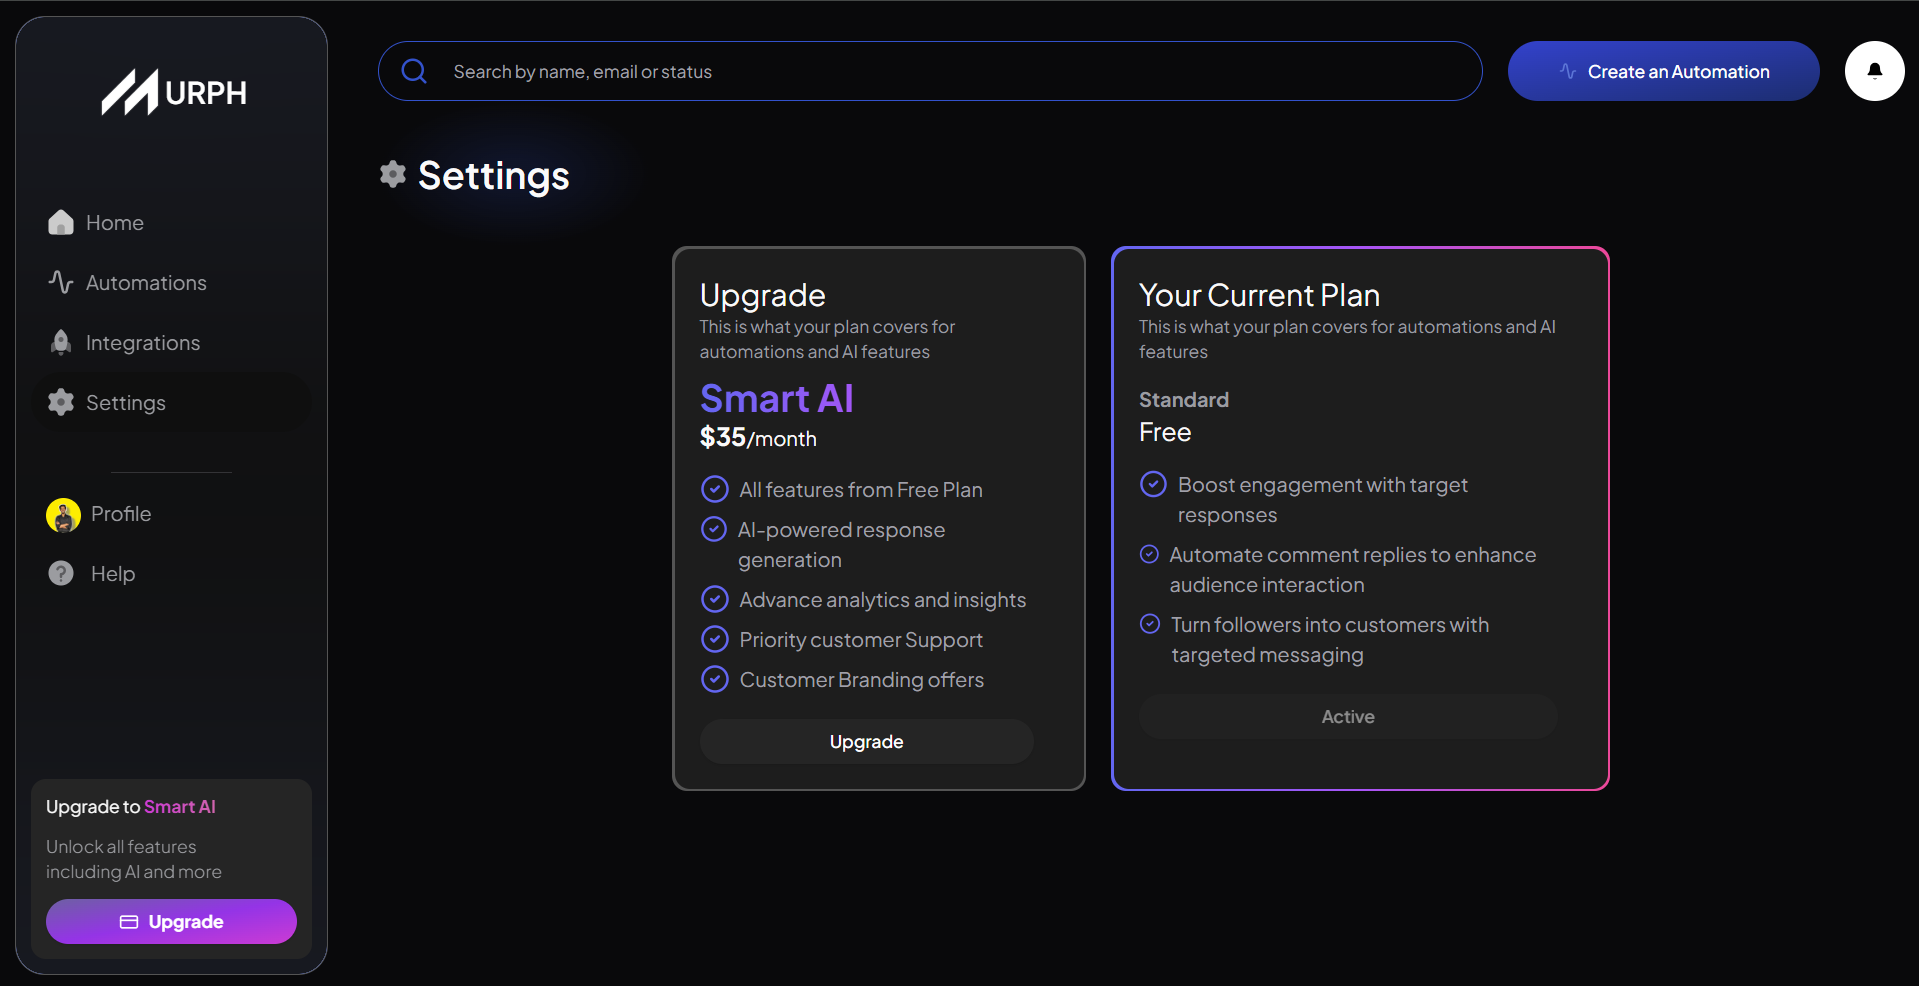 URPH
Search by name, email or status
Create an Automation
Settings
Home
Automations
Integrations
Settings
Profile
Help
Upgrade to Smart AI
Unlock all features
including AI and more
Upgrade
Upgrade
This is what your plan covers for
automations and AI features
Smart AI
$35/month
All features from Free Plan
AI-powered response
generation
Advance analytics and insights
Priority customer Support
Customer Branding offers
Upgrade
Your Current Plan
This is what your plan covers for automations and AI
features
Standard
Free
Boost engagement with target
responses
Automate comment replies to enhance
audience interaction
Turn followers into customers with
targeted messaging
Active